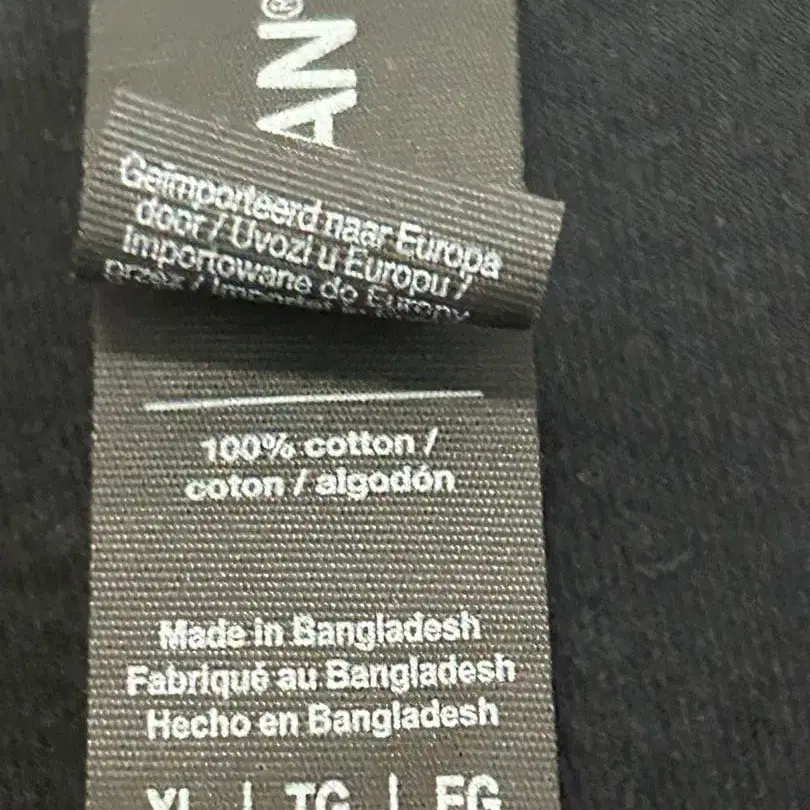 AN®
Geïmporteerd naar Europa
door / Uvozi u Europu /
Importowane do Europy
przez /
100% cotton /
coton / algodón
Made in Bangladesh
Fabriqué au Bangladesh
Hecho en Bangladesh
XL | TG | EG